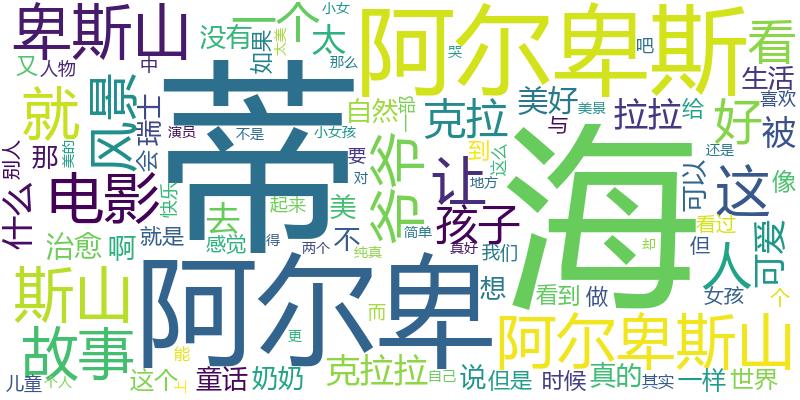 卑斯山
没有
一个
如果
太
小女
太美
那么
阿尔卑斯
哭
吧
看
又
人物
中
就
风景
瑞士
会
演员
不是
小女孩
蒂
自然
爷爷
克拉
美好
与
拉拉
给
生活
喜欢
好
被
美景
别人
那
美的
电影
什么
快乐
去
起来
要
对
让
到
这么
地方
孩子
海
可以
还是
这
像
治愈
啊
就是
感觉
美
得
两个
不
简单
纯真
真好
我们
却
看过
但
人
可爱
斯山
阿尔卑
想
看到
做
女孩
个
故事
而
更
阿尔卑斯山
能
儿童
个人
这个
童话
奶奶
克拉拉
自己
说
但是
时候
真的
其实
一样
世界